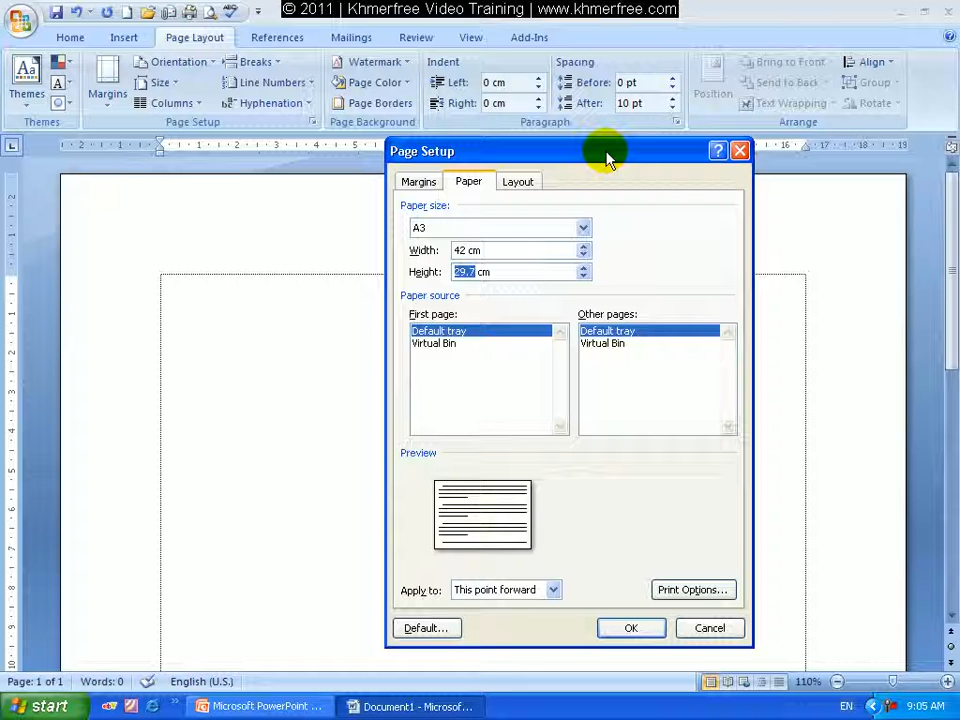 © 2011 | Khmerfree Video Training | www.khmerfree.com
Home Insert Page Layout References Mailings Review View Add-Ins
Orientation Breaks Watermark Indent Spacing Bring to Front Align
Themes Margins Size Line Numbers Page Color Left: 0 cm Before: 0 pt Position Send to Back Group
Columns Hyphenation Page Borders Right: 0 cm After: 10 pt Text Wrapping Rotate
Themes Page Setup Page Background Paragraph Arrange
Page Setup
Margins Paper Layout
Paper size:
A3
Width: 42 cm
Height: 29.7 cm
Paper source
First page: Other pages:
Default tray Default tray
Virtual Bin Virtual Bin
Preview
Apply to: This point forward Print Options...
Default... OK Cancel
Page: 1 of 1 Words: 0 English (U.S.) 110%
start Microsoft PowerPoint ... Document1 - Microsof... EN 9:05 AM